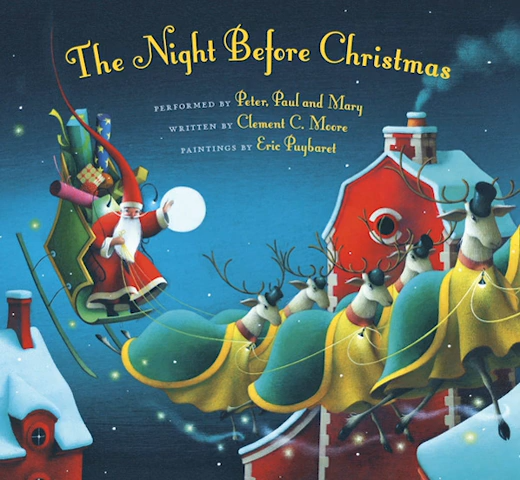 The Night Before Christmas
PERFORMED BY Peter, Paul and Mary
WRITTEN BY Clement C. Moore
PAINTINGS BY Eric Puybaret